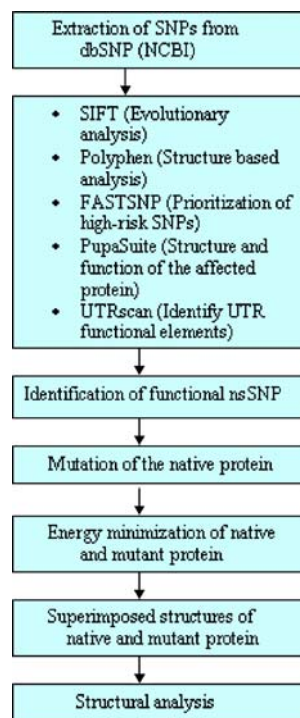 Extraction of SNPs from
dbSNP (NCBI)
• SIFT (Evolutionary
analysis)
• Polyphen (Structure based
analysis)
• FASTSNP (Prioritization of
high-risk SNPs)
• PupaSuite (Structure and
function of the affected
protein)
• UTRscan (Identify UTR
functional elements)
Identification of functional nsSNP
Mutation of the native protein
Energy minimization of native
and mutant protein
Superimposed structures of
native and mutant protein
Structural analysis